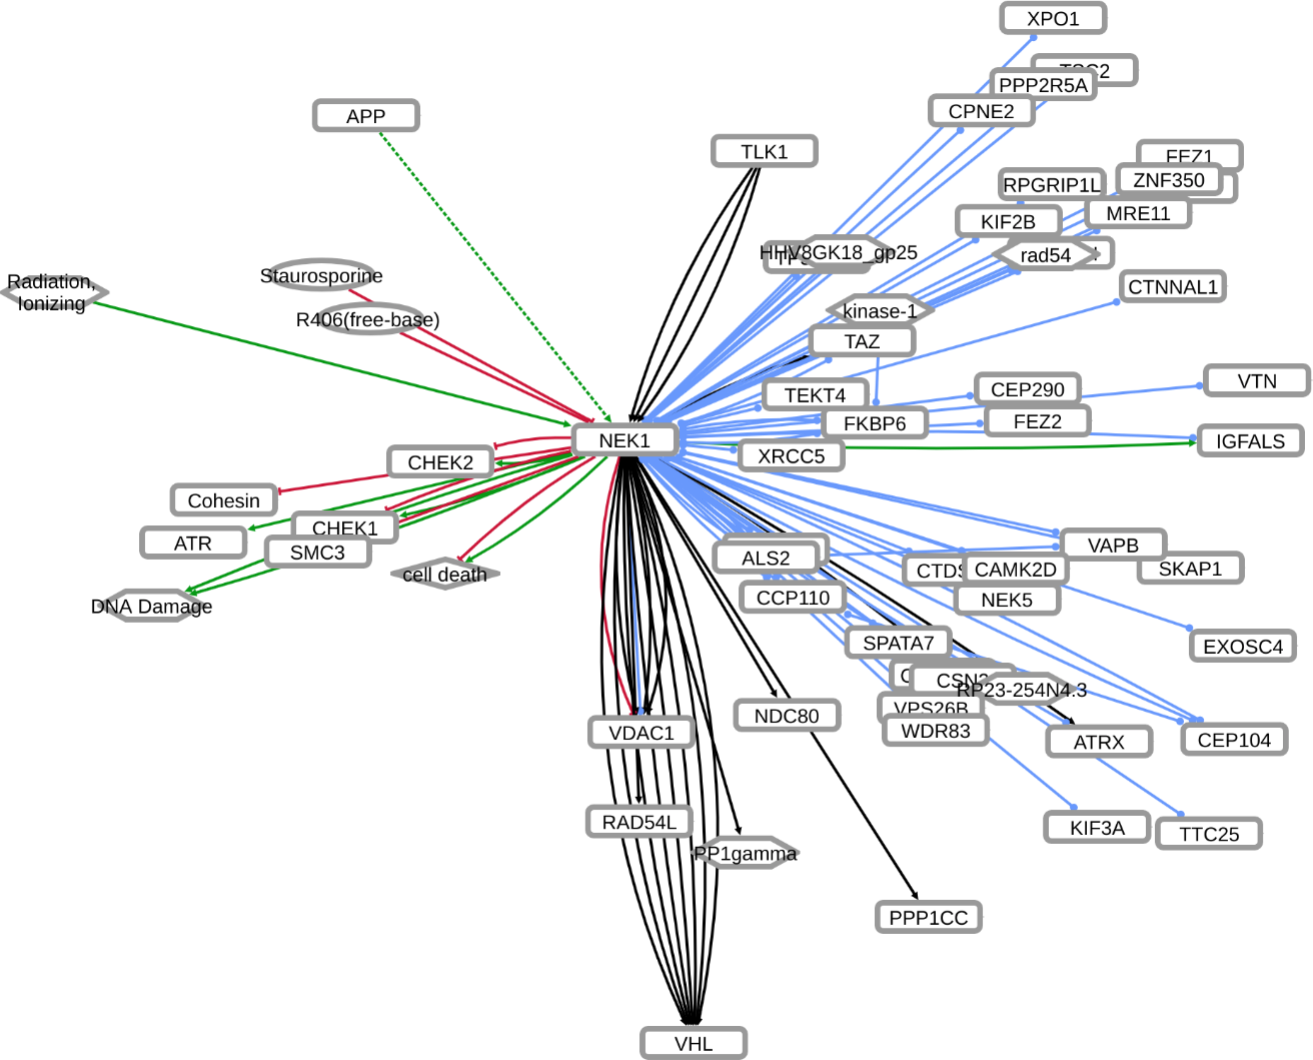 XPO1
PPP2R5A
CPNE2
APP
TLK1
FEZ1
ZNF350
RPGRIP1L
MRE11
KIF2B
HHV8GK18_gp25
rad54
Staurosporine
Radiation,
Ionizing
CTNNAL1
R406(free-base)
kinase-1
TAZ
VTN
TEKT4
CEP290
FKBP6
FEZ2
NEK1
IGFALS
XRCC5
CHEK2
Cohesin
CHEK1
ATR
SMC3
VAPB
ALS2
CAMK2D
SKAP1
cell death
CCP110
NEK5
DNA Damage
SPATA7
EXOSC4
RP23-254N4.3
VPS26B
NDC80
VDAC1
WDR83
ATRX
CEP104
RAD54L
KIF3A
TTC25
PP1gamma
PPP1CC
VHL